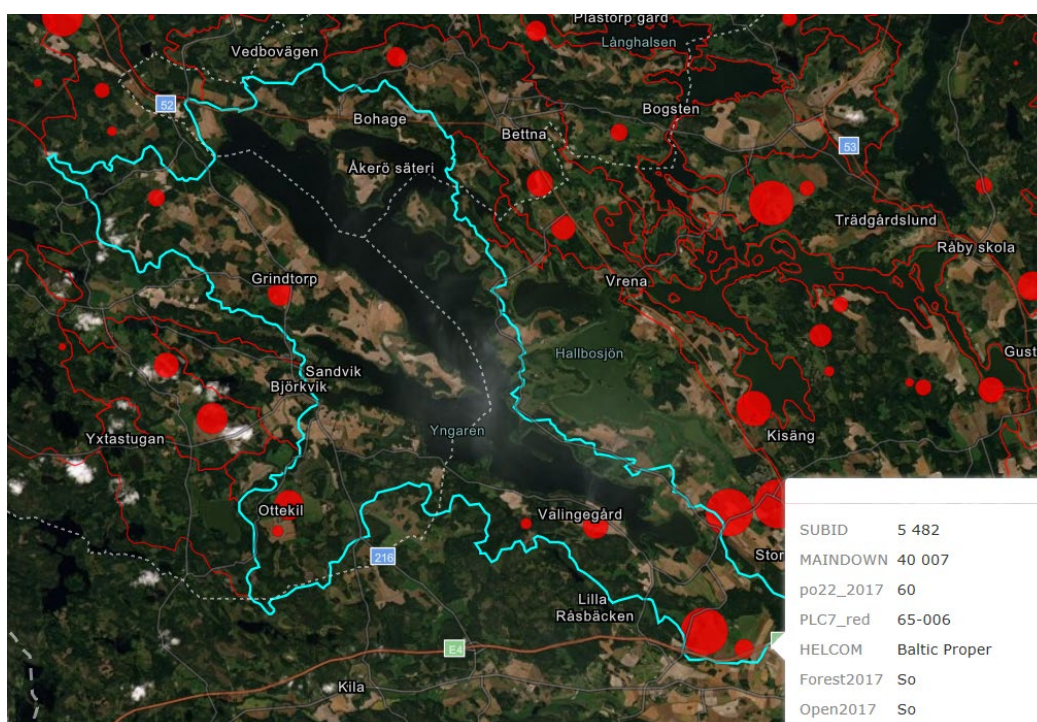 Plåstorp gård
Långhalsen
Vedbovägen
52
Bohage
Bogsten
Bettna
53
Åkerö säteri
Trädgårdslund
Råby skola
Grindtorp
Vrena
Hallbosjön
Gust
Sandvik
Björkvik
Yngaren
Yxtastugan
Kisäng
Ottekil
Valingegård
216
Stor
Lilla
Råsbäcken
E4
Kila
SUBID 5 482
MAINDOWN 40 007
po22_2017 60
PLC7_red 65-006
HELCOM Baltic Proper
Forest2017 So
Open2017 So